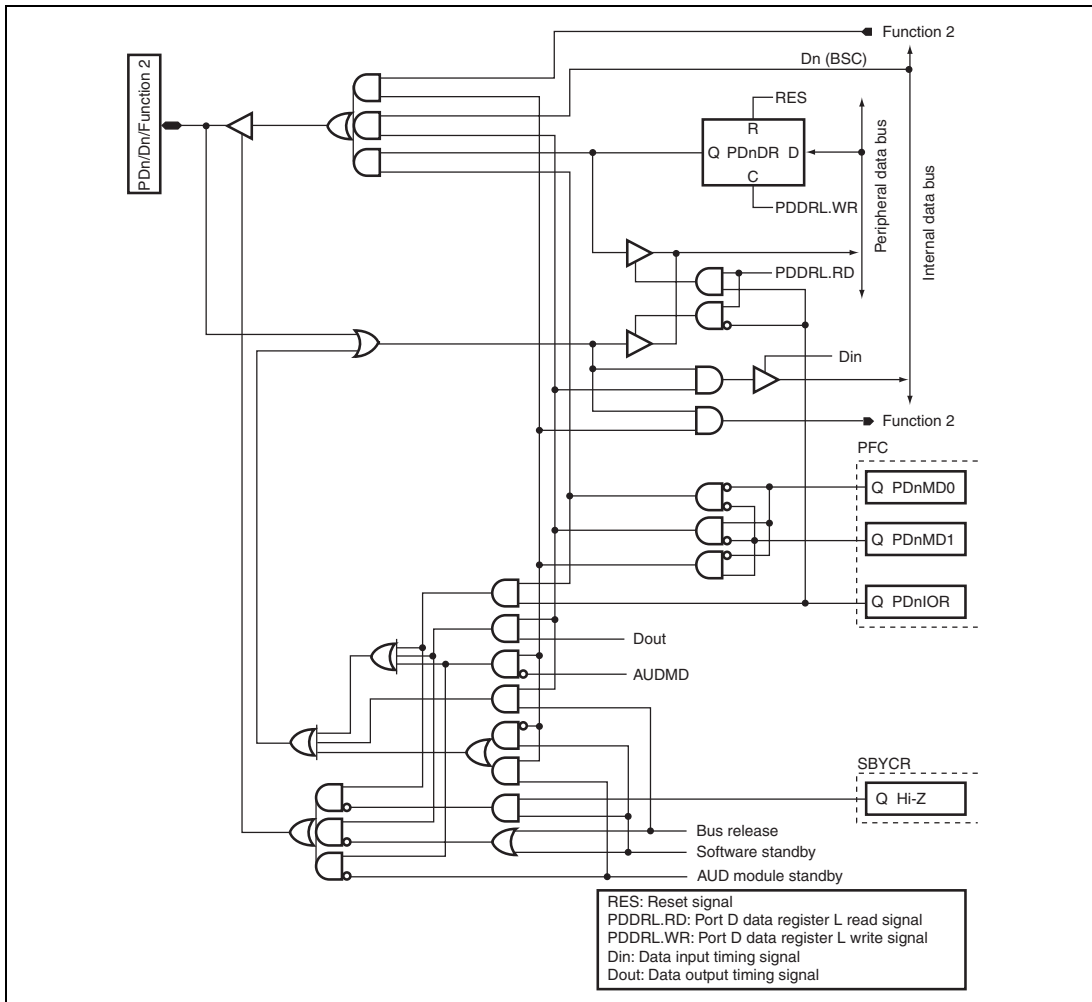 Function 2
Dn (BSC)
PDn/Dn/Function 2
RES
R
Q PDnDR D
C
PDDRL.WR
Peripheral data bus
Internal data bus
PDDRL.RD
Din
Function 2
PFC
Q PDnMD0
Q PDnMD1
Q PDnIOR
Dout
AUDMD
SBYCR
Q Hi-Z
Bus release
Software standby
AUD module standby
RES: Reset signal
PDDRL.RD: Port D data register L read signal
PDDRL.WR: Port D data register L write signal
Din: Data input timing signal
Dout: Data output timing signal